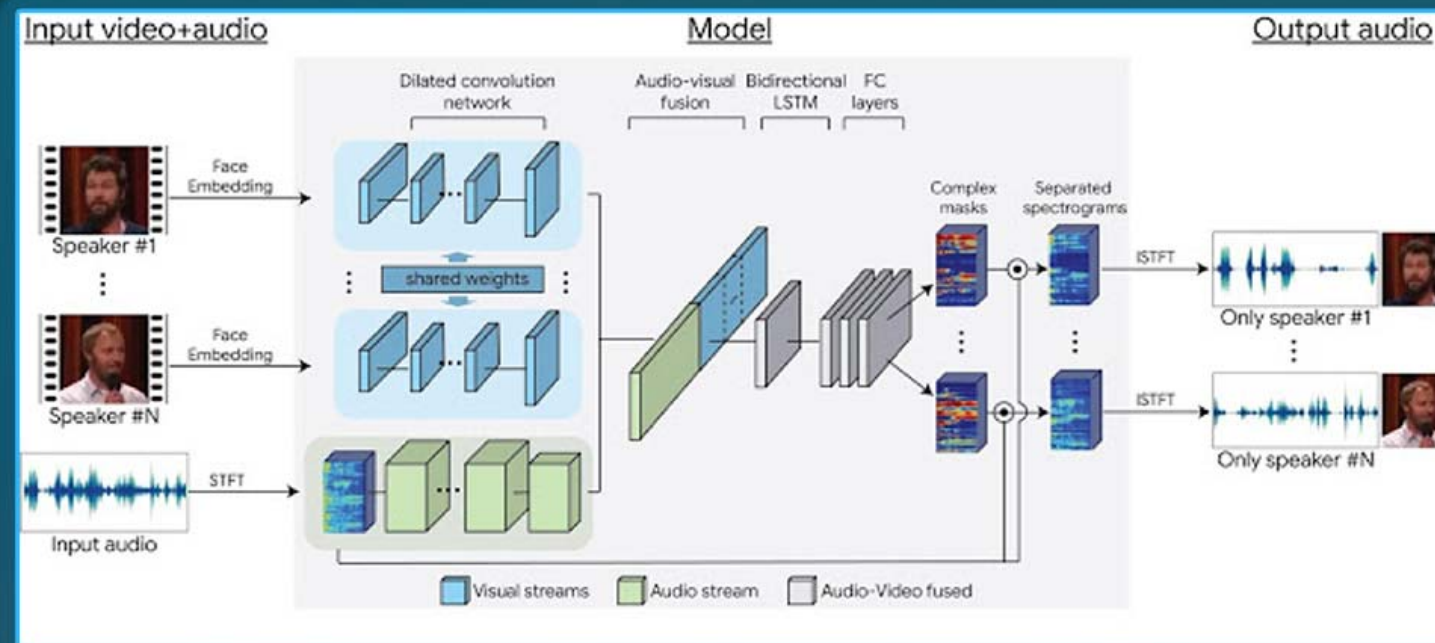 Input video+audio
Model
Output audio
Dilated convolution
network
Audio-visual
fusion
Bidirectional
LSTM
FC
layers
Face
Embedding
Speaker #1
shared weights
Face
Embedding
Speaker #N
STFT
Input audio
Complex
masks
Separated
spectrograms
ISTFT
Only speaker #1
ISTFT
Only speaker #N
Visual streams
Audio stream
Audio-Video fused